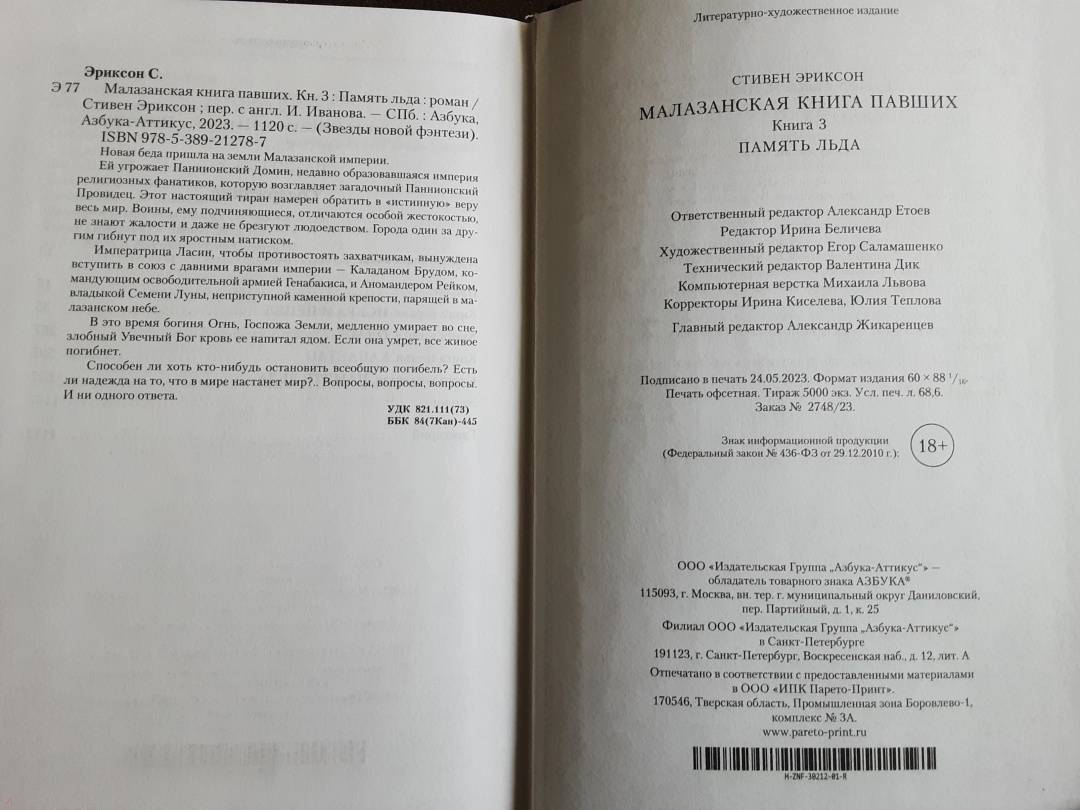 Эриксон С.
Э 77 Малазанская книга павших. Кн. 3 : Память льда : роман /
Стивен Эриксон ; пер. с англ. И. Иванова. — СПб. : Азбука,
Азбука-Аттикус, 2023. — 1120 с. — (Звезды новой фэнтези).
ISBN 978-5-389-21278-7
Новая беда пришла на земли Малазанской империи.
Ей угрожает Паннионский Домин, недавно образовавшаяся империя
религиозных фанатиков, которую возглавляет загадочный Паннионский
Провидец. Этот настоящий тиран намерен обратить в «истинную» веру
весь мир. Воины, ему подчиняющиеся, отличаются особой жестокостью,
не знают жалости и даже не брезгуют людоедством. Города один за дру-
гим гибнут под их яростным натиском.
Императрица Ласин, чтобы противостоять захватчикам, вынуждена
вступить в союз с давними врагами империи — Каладаном Брудом, ко-
мандующим освободительной армией Генабакиса, и Аномандером Рейком,
владыкой Семени Луны, неприступной каменной крепости, парящей в ма-
лазанском небе.
В это время богиня Огнь, Госпожа Земли, медленно умирает во сне,
злобный Увечный Бог кровь ее напитал ядом. Если она умрет, все живое
погибнет.
Способен ли хоть кто-нибудь остановить всеобщую погибель? Есть
ли надежда на то, что в мире настанет мир?.. Вопросы, вопросы, вопросы.
И ни одного ответа.
УДК 821.111(73)
ББК 84(7Кан)-445
Литературно-художественное издание
СТИВЕН ЭРИКСОН
МАЛАЗАНСКАЯ КНИГА ПАВШИХ
Книга 3
ПАМЯТЬ ЛЬДА
Ответственный редактор Александр Етоев
Редактор Ирина Беличева
Художественный редактор Егор Саламашенко
Технический редактор Валентина Дик
Компьютерная верстка Михаила Львова
Корректоры Ирина Киселева, Юлия Теплова
Главный редактор Александр Жикаренцев
Подписано в печать 24.05.2023. Формат издания 60 × 88 ¹/₁₆.
Печать офсетная. Тираж 5000 экз. Усл. печ. л. 68,6.
Заказ № 2748/23.
Знак информационной продукции
(Федеральный закон № 436-ФЗ от 29.12.2010 г.):
18+
ООО «Издательская Группа „Азбука-Аттикус“» —
обладатель товарного знака АЗБУКА®
115093, г. Москва, вн. тер. г. муниципальный округ Даниловский,
пер. Партийный, д. 1, к. 25
Филиал ООО «Издательская Группа „Азбука-Аттикус“»
в Санкт-Петербурге
191123, г. Санкт-Петербург, Воскресенская наб., д. 12, лит. А
Отпечатано в соответствии с предоставленными материалами
в ООО «ИПК Парето-Принт».
170546, Тверская область, Промышленная зона Боровлево-1,
комплекс № 3А.
www.pareto-print.ru
H-ZNF-30212-01-R